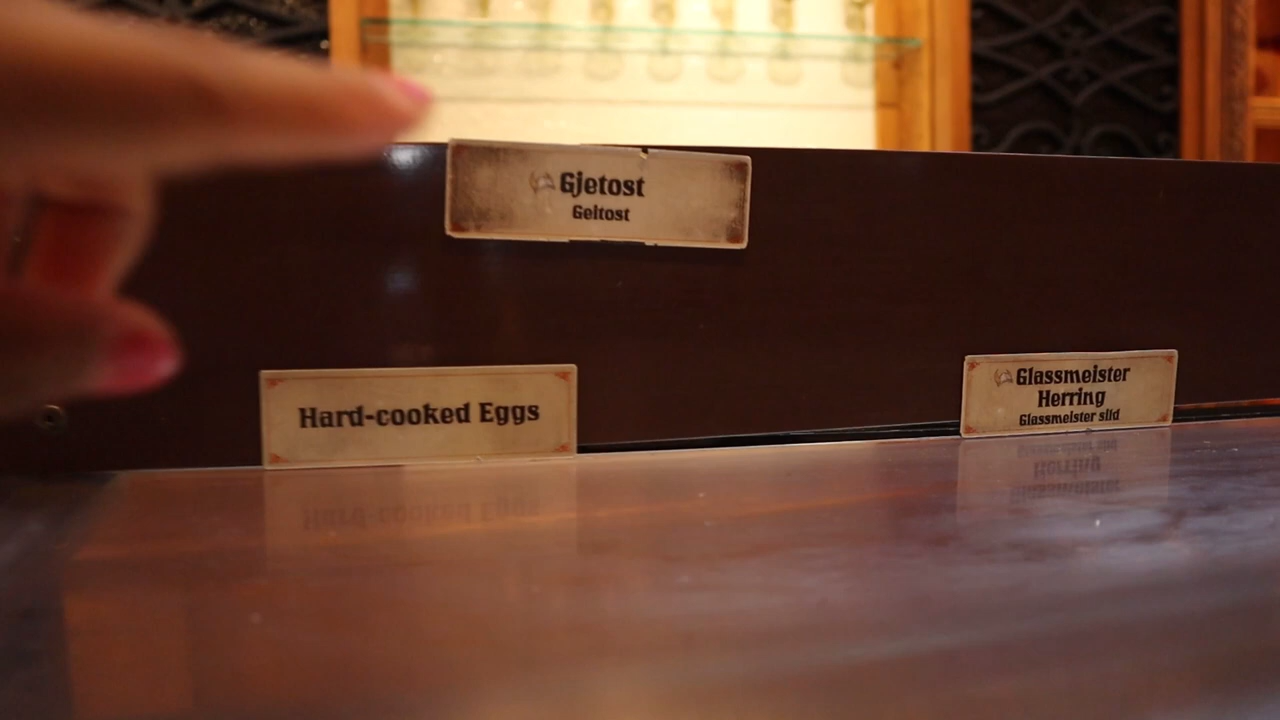 Gjetost
Geitost
Hard-cooked Eggs
Glassmeister
Herring
Glassmeister sild